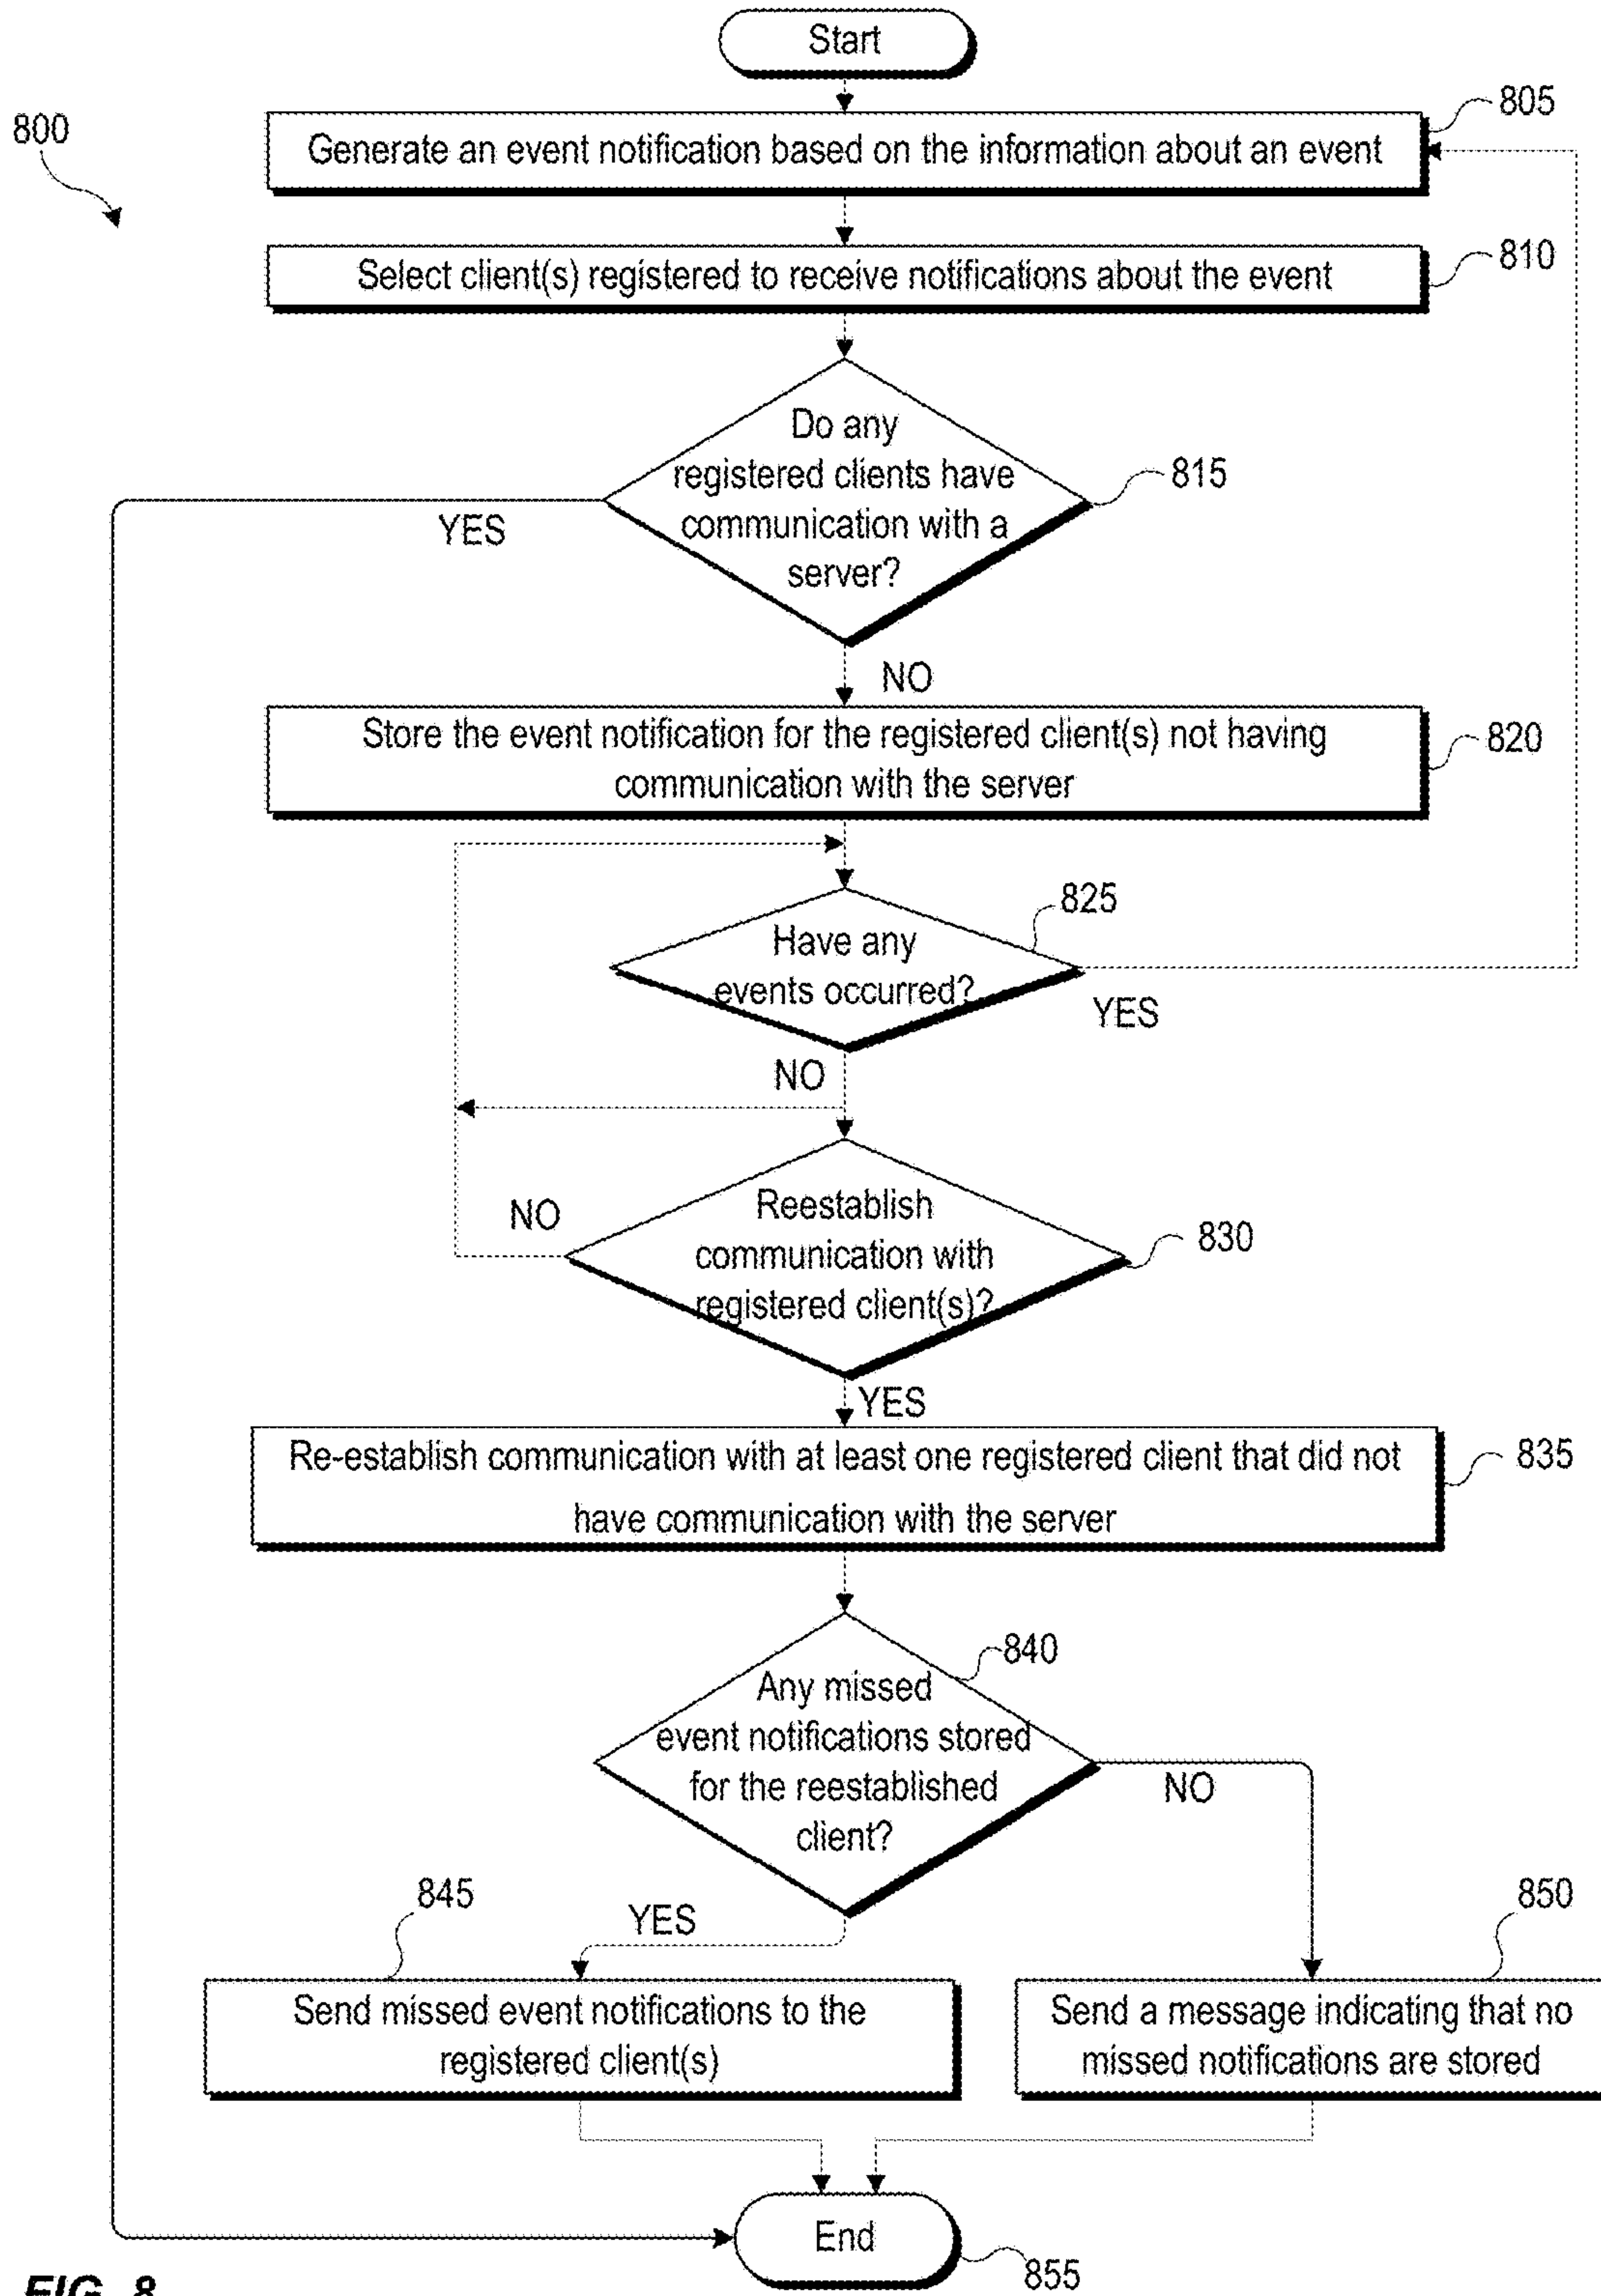 Start
805
800
Generate an event notification based on the information about an event
810
Select client(s) registered to receive notifications about the event
Do any
registered clients have
communication with a
server?
815
YES
NO
Store the event notification for the registered client(s) not having
communication with the server
820
825
Have any
events occurred?
YES
NO
NO
Reestablish
communication with
registered client(s)?
830
YES
Re-establish communication with at least one registered client that did not
have communication with the server
835
840
Any missed
event notifications stored
for the reestablished
client?
NO
845
YES
850
Send missed event notifications to the
registered client(s)
Send a message indicating that no
missed notifications are stored
End
855
FIG. 8